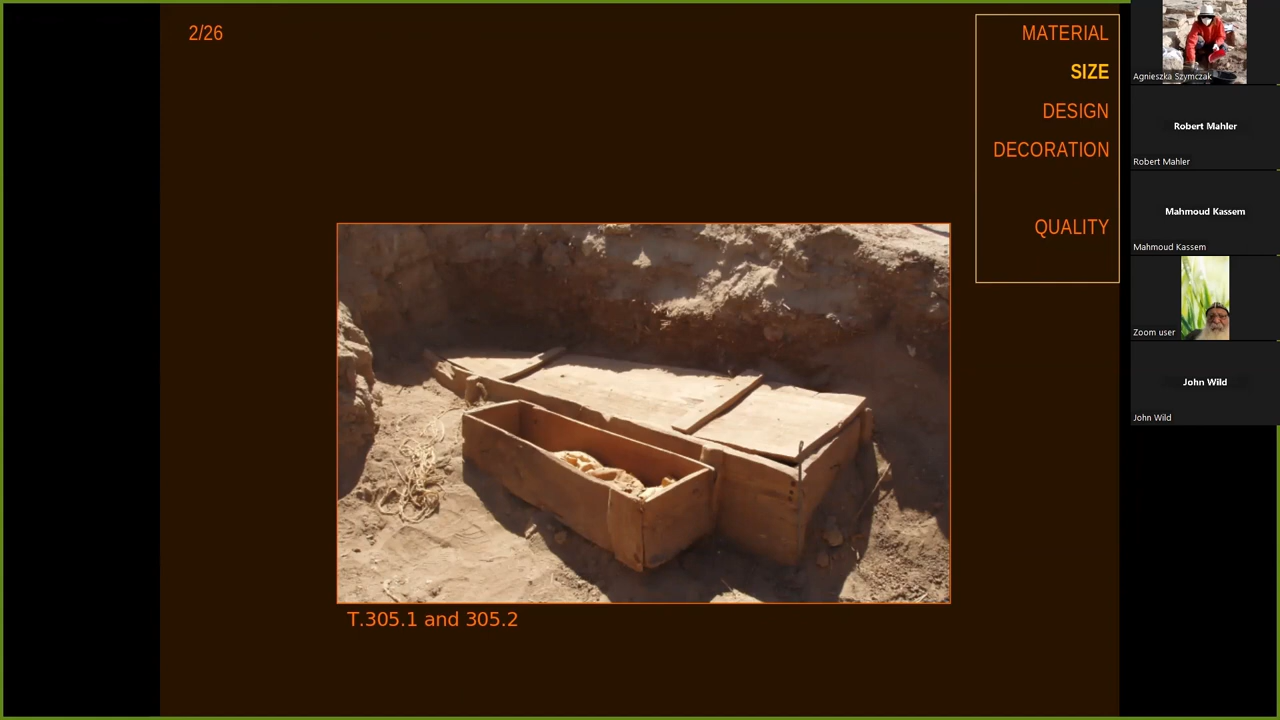 2/26
MATERIAL
SIZE
DESIGN
DECORATION
QUALITY
T.305.1 and 305.2
Agnieszka Szymczak
Robert Mahler
Robert Mahler
Mahmoud Kassem
Mahmoud Kassem
Zoom user
John Wild
John Wild